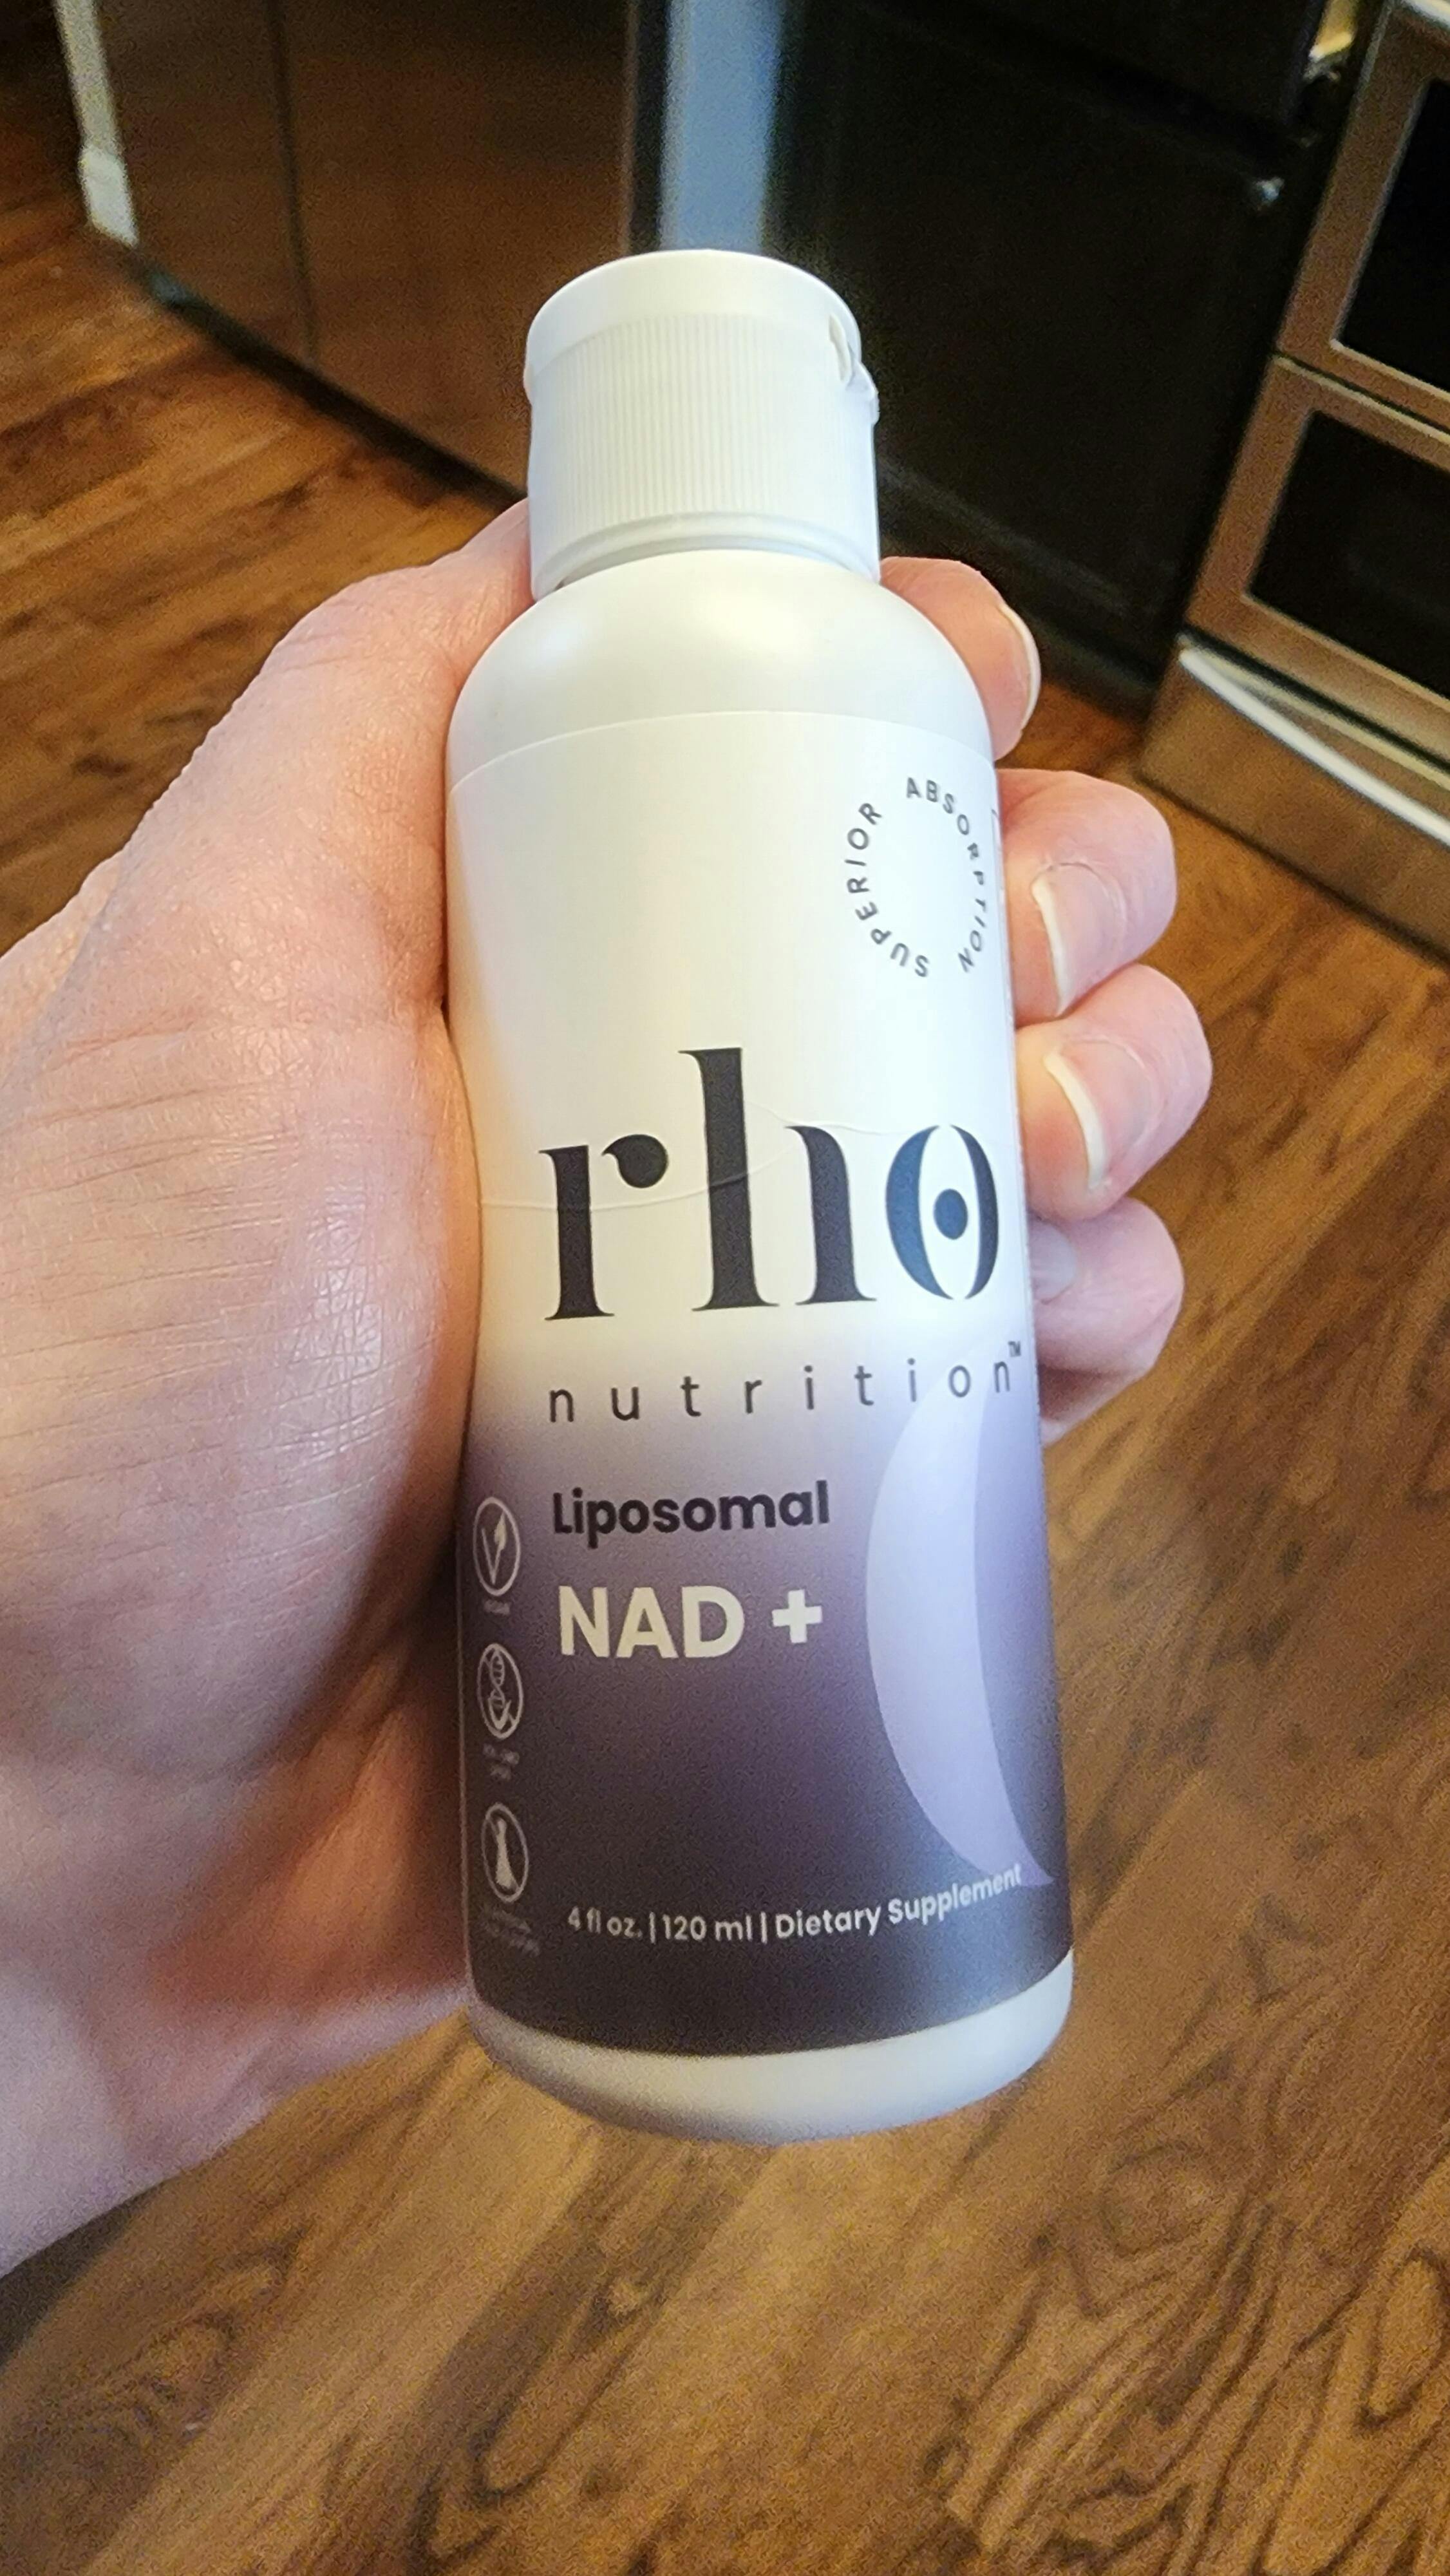 SUPERIOR ABSORPTION
rho
nutrition™
Liposomal
NAD +
4 fl oz. | 120 ml | Dietary Supplement